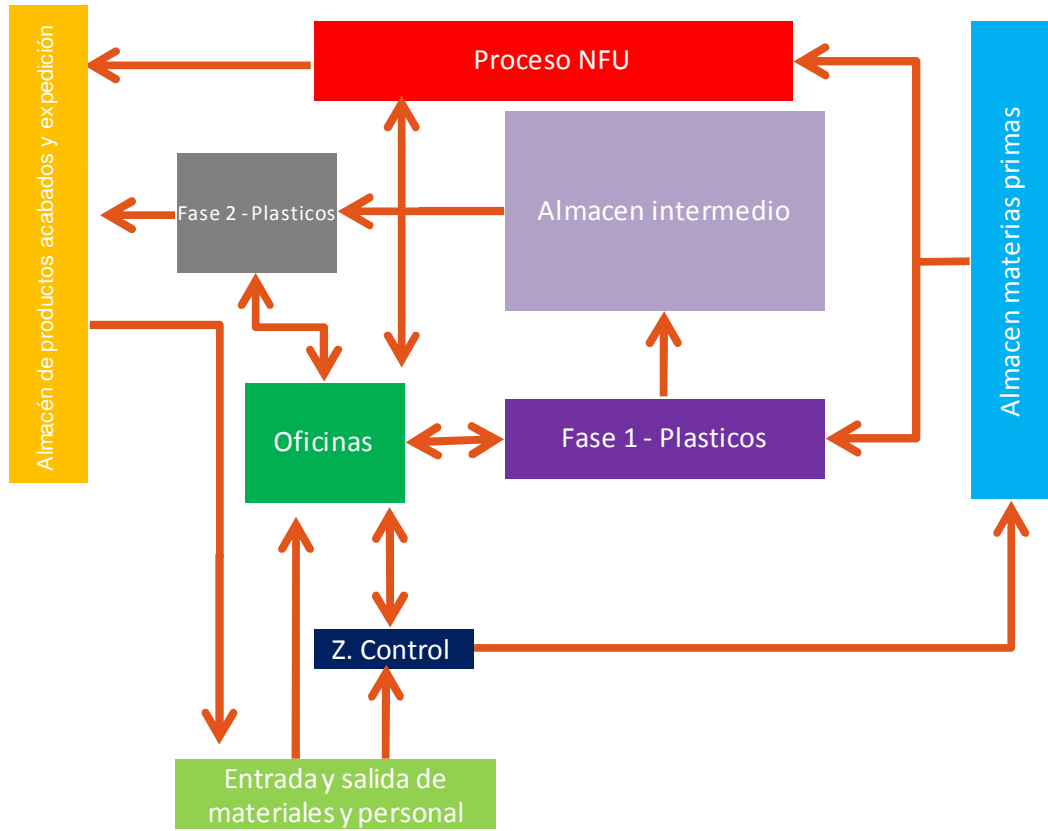 Proceso NFU
Almacén de productos acabados y expedición
Almacen materias primas
Fase 2 - Plasticos
Almacen intermedio
Oficinas
Fase 1 - Plasticos
Z. Control
Entrada y salida de
materiales y personal